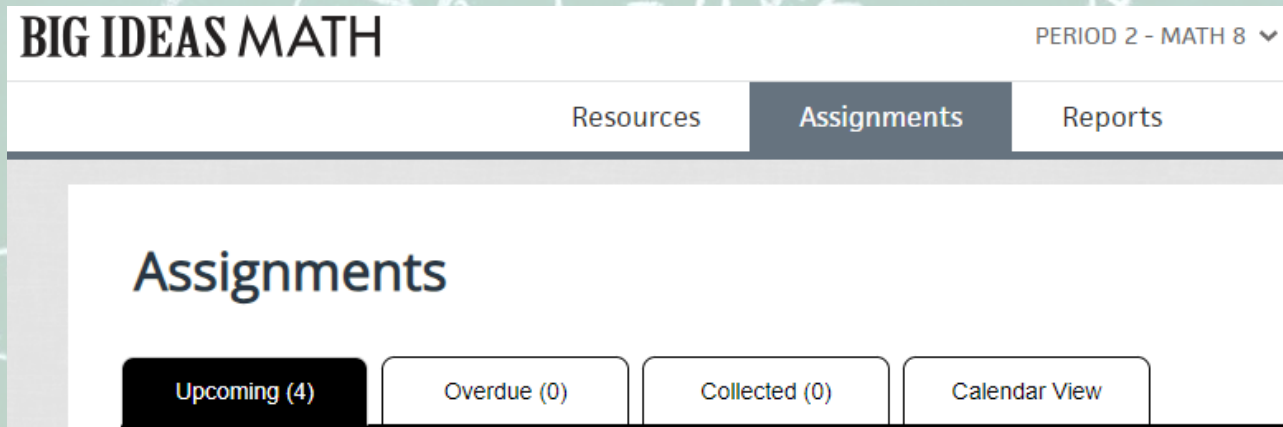 BIG IDEAS MATH
PERIOD 2 - MATH 8
Resources Assignments Reports
Assignments
Upcoming (4) Overdue (0) Collected (0) Calendar View